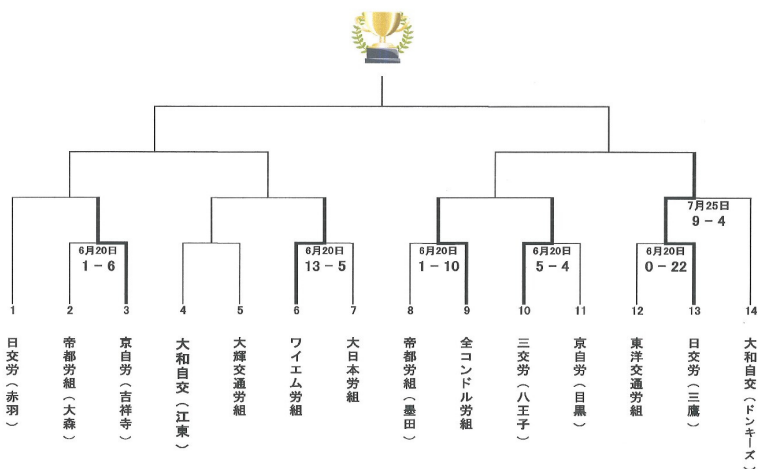 7月25日
9－4
6月20日
1－6
6月20日
13－5
6月20日
1－10
6月20日
5－4
6月20日
0－22
1
2
3
4
5
6
7
8
9
10
11
12
13
14
日交労（赤羽）
帝都労組（大森）
京自労（吉祥寺）
大和自交（江東）
大輝交通労組
ワイエム労組
大日本労組
帝都労組（墨田）
全コンドル労組
三交労（八王子）
京自労（目黒）
東洋交通労組
日交労（三鷹）
大和自交（ドンキーズ）